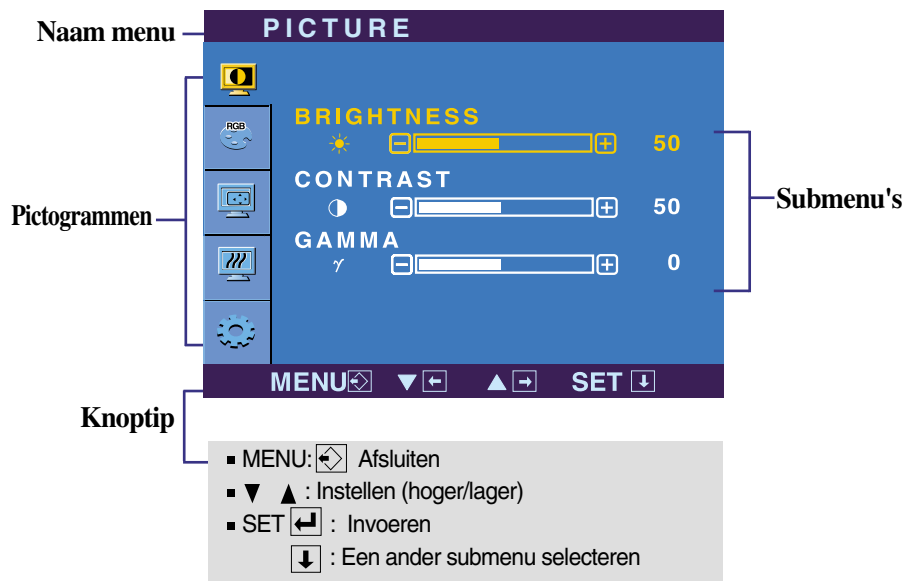 Naam menu
PICTURE
RGB
BRIGHTNESS
50
CONTRAST
50
GAMMA
γ
0
Pictogrammen
Submenu's
MENU ▼ ▲ SET
Knoptip
▪ MENU: Afsluiten
▪ ▼ ▲ : Instellen (hoger/lager)
▪ SET : Invoeren
: Een ander submenu selecteren